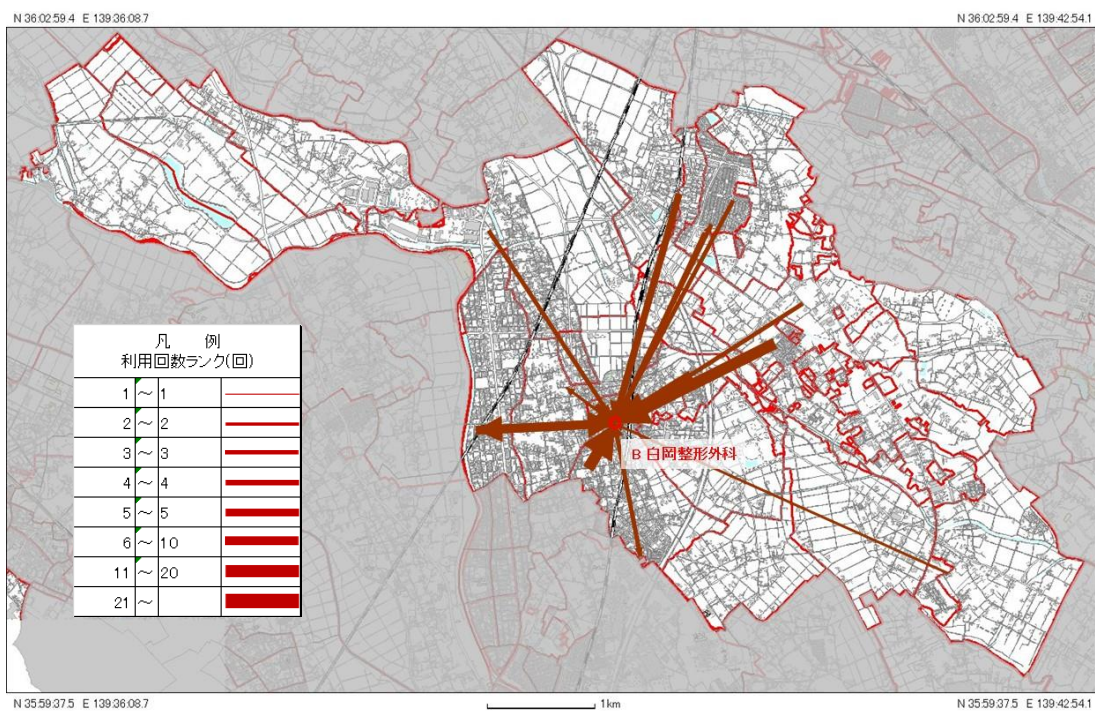 N 36:02:59.4 E 139:36:08.7
N 36:02:59.4 E 139:42:54.1
凡 例
利用回数ランク(回)
1 ～ 1
2 ～ 2
3 ～ 3
4 ～ 4
5 ～ 5
6 ～ 10
11 ～ 20
21 ～
B 白岡整形外科
N 35:59:37.5 E 139:36:08.7
1km
N 35:59:37.5 E 139:42:54.1